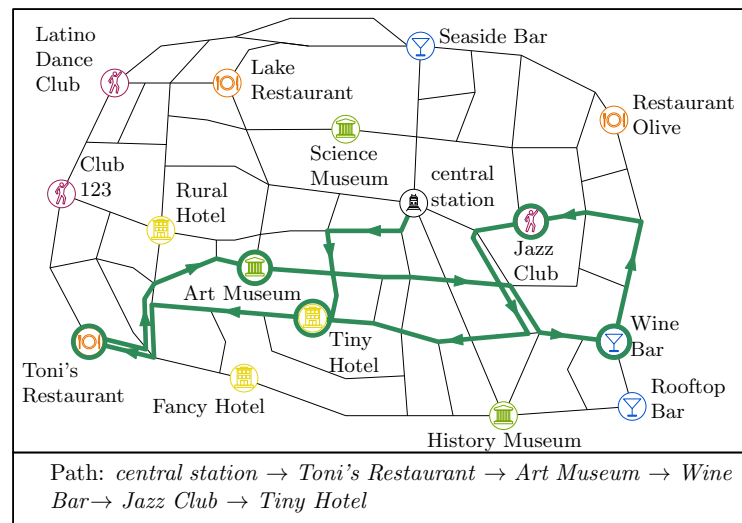 Latino
Dance
Club
Seaside Bar
Lake
Restaurant
Restaurant
Olive
Science
Museum
Club
123
Rural
Hotel
central
station
Jazz
Club
Art Museum
Tiny
Hotel
Wine
Bar
Toni's
Restaurant
Fancy Hotel
Rooftop
Bar
History Museum
Path: central station → Toni's Restaurant → Art Museum → Wine
Bar→ Jazz Club → Tiny Hotel